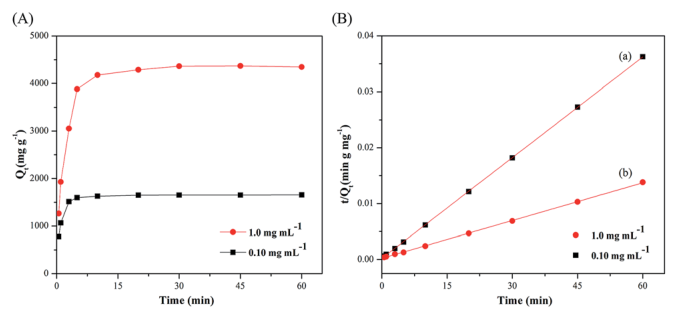 (A)
5000
4000
3000
2000
1000
0
Qt(mg g-1)
1.0 mg mL-1
0.10 mg mL-1
0 15 30 45 60
Time (min)
(B)
0.04
0.03
0.02
0.01
0.00
t/Qt(min g mg-1)
(a)
(b)
1.0 mg mL-1
0.10 mg mL-1
0 15 30 45 60
Time (min)